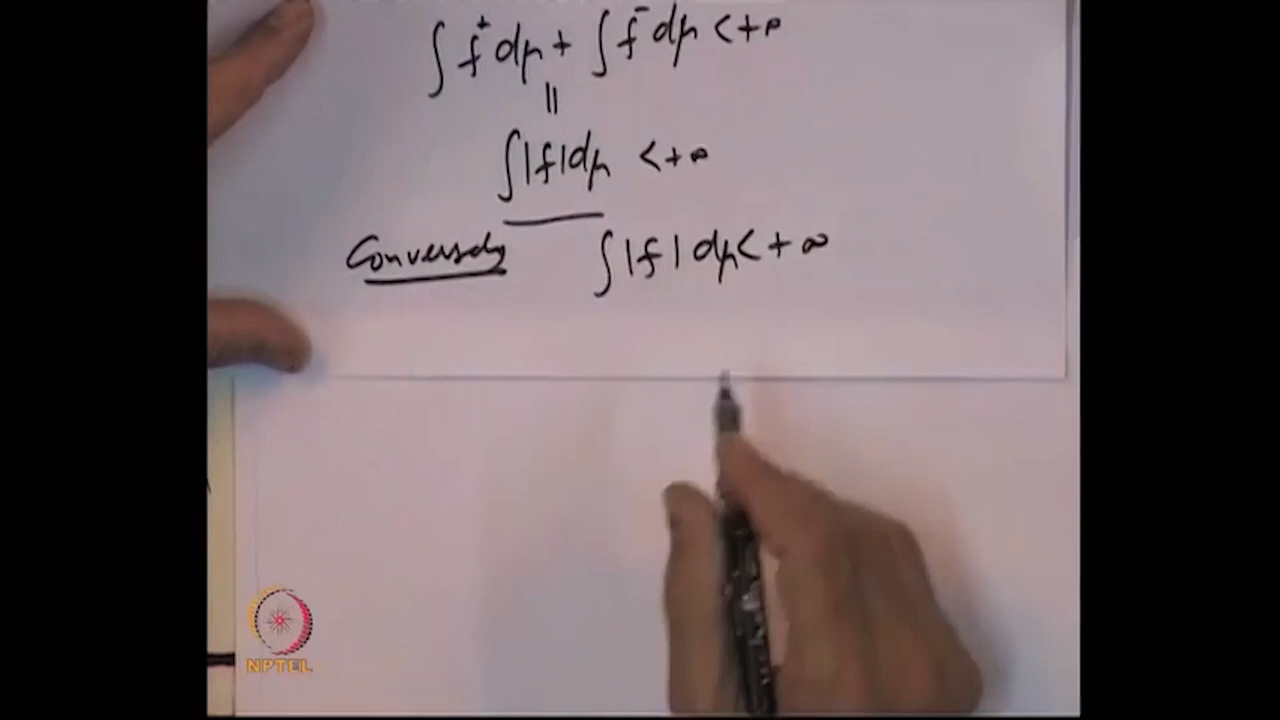 ∫ f⁺ dμ + ∫ f⁻ dμ < +∞
||
∫ |f| dμ < +∞
Conversely ∫ |f| dμ < +∞
NPTEL